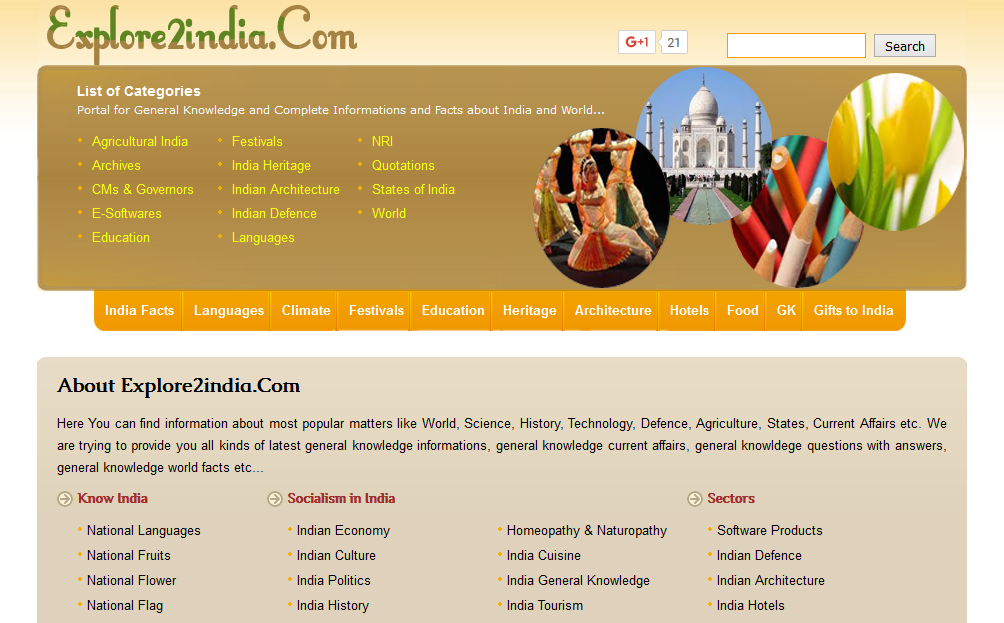 Explore2india.Com
G+1 21
Search
List of Categories
Portal for General Knowledge and Complete Informations and Facts about India and World...
Agricultural India
Archives
CMs & Governors
E-Softwares
Education
Festivals
India Heritage
Indian Architecture
Indian Defence
Languages
NRI
Quotations
States of India
World
India Facts Languages Climate Festivals Education Heritage Architecture Hotels Food GK Gifts to India
About Explore2india.Com
Here You can find information about most popular matters like World, Science, History, Technology, Defence, Agriculture, States, Current Affairs etc. We
are trying to provide you all kinds of latest general knowledge informations, general knowledge current affairs, general knowldege questions with answers,
general knowledge world facts etc...
Know India
National Languages
National Fruits
National Flower
National Flag
Socialism in India
Indian Economy
Indian Culture
India Politics
India History
Homeopathy & Naturopathy
India Cuisine
India General Knowledge
India Tourism
Sectors
Software Products
Indian Defence
Indian Architecture
India Hotels